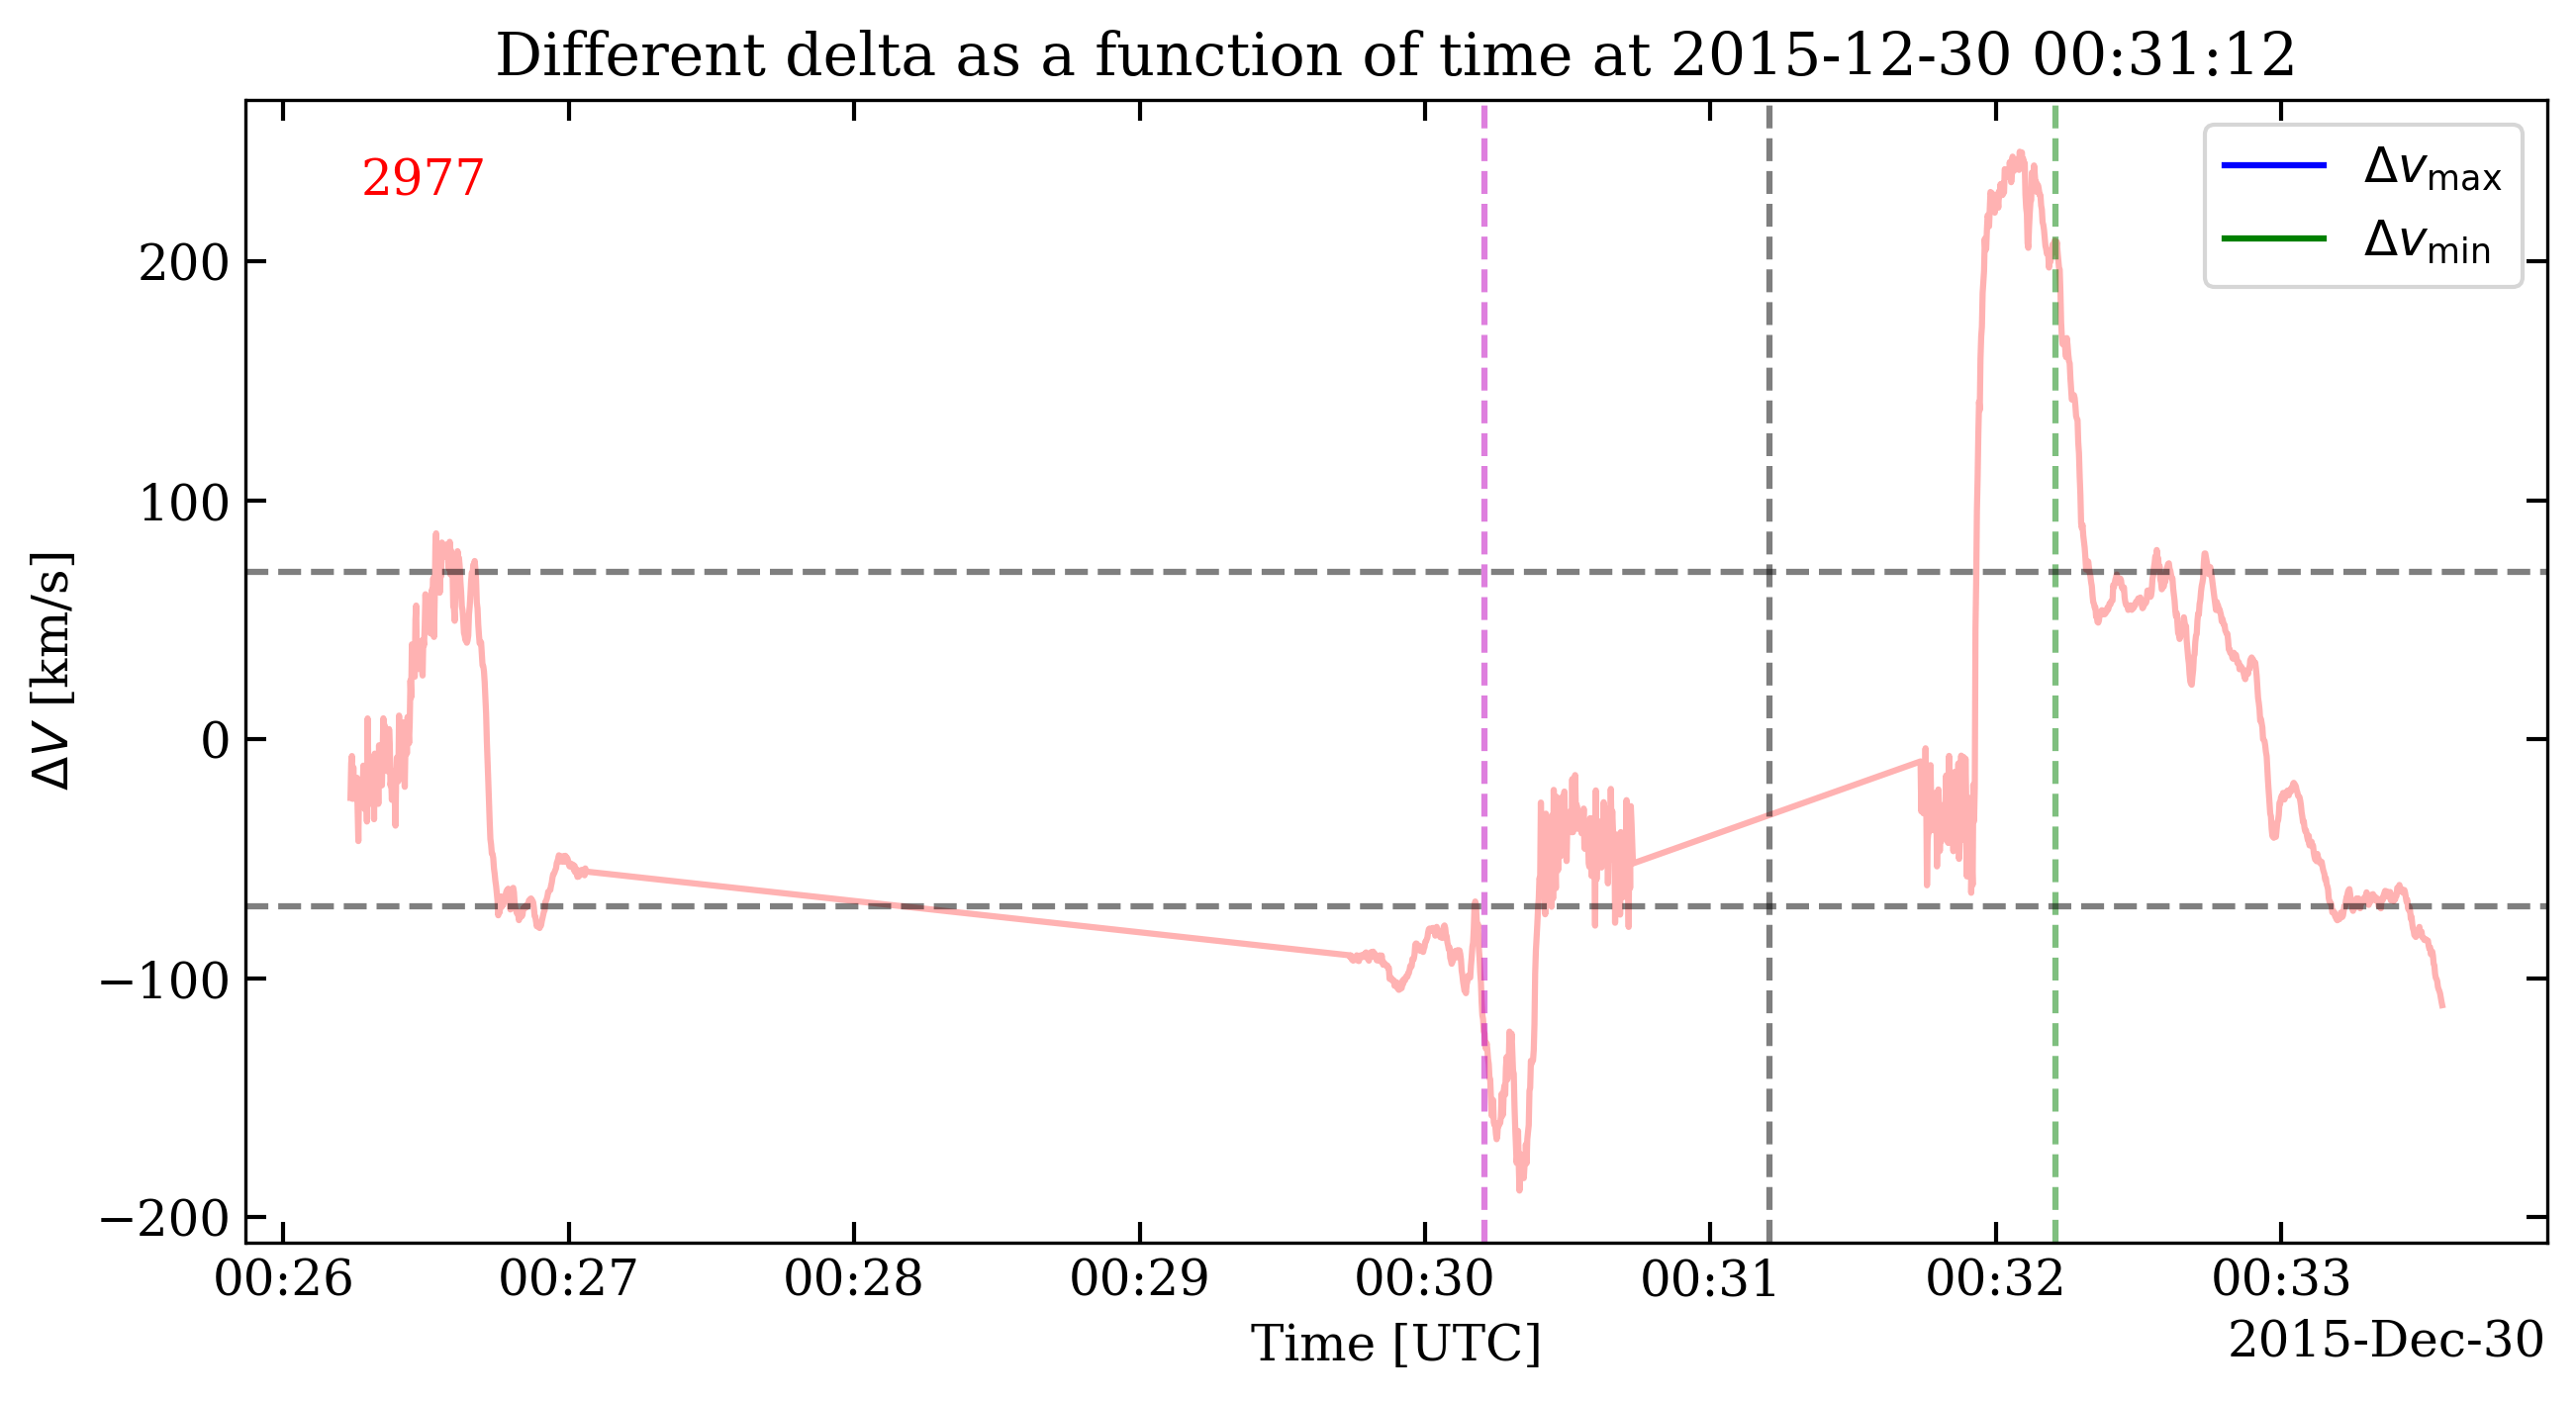 Different delta as a function of time at 2015-12-30 00:31:12
2977
Δv_max
Δv_min
200
100
0
−100
−200
ΔV [km/s]
00:26 00:27 00:28 00:29 00:30 00:31 00:32 00:33
Time [UTC]
2015-Dec-30